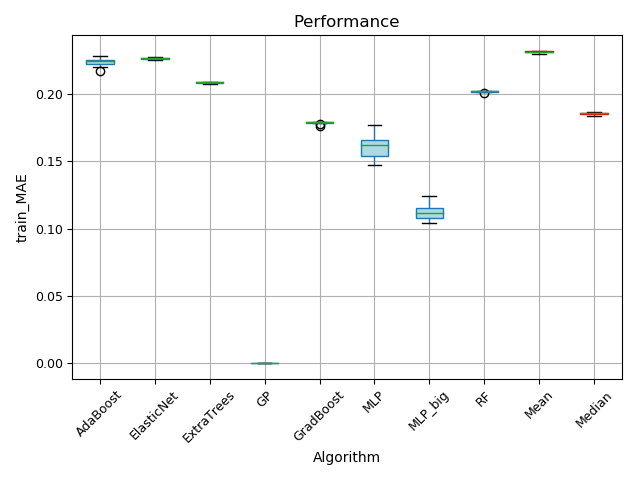 Performance
train_MAE
0.20
0.15
0.10
0.05
0.00
AdaBoost
ElasticNet
ExtraTrees
GP
GradBoost
MLP
MLP_big
RF
Mean
Median
Algorithm